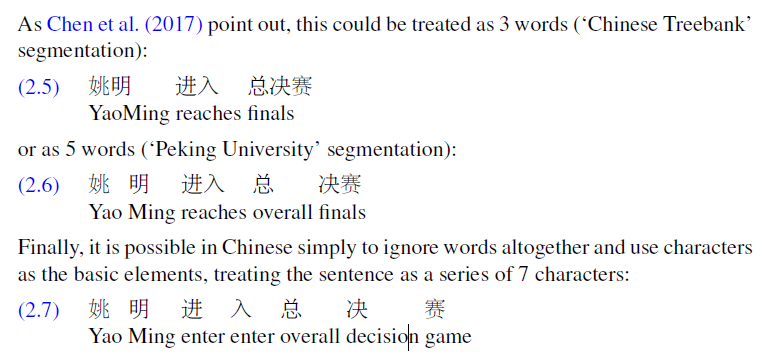 As Chen et al. (2017) point out, this could be treated as 3 words (‘Chinese Treebank’
segmentation):
(2.5) 姚明 进入 总决赛
YaoMing reaches finals
or as 5 words (‘Peking University’ segmentation):
(2.6) 姚 明 进入 总 决赛
Yao Ming reaches overall finals
Finally, it is possible in Chinese simply to ignore words altogether and use characters
as the basic elements, treating the sentence as a series of 7 characters:
(2.7) 姚 明 进 入 总 决 赛
Yao Ming enter enter overall decision game